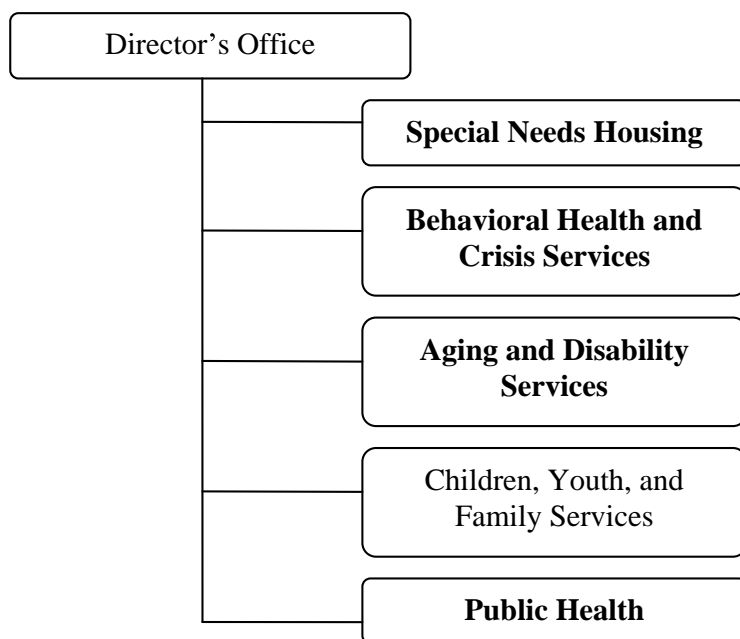 Director’s Office
Special Needs Housing
Behavioral Health and
Crisis Services
Aging and Disability
Services
Children, Youth, and
Family Services
Public Health